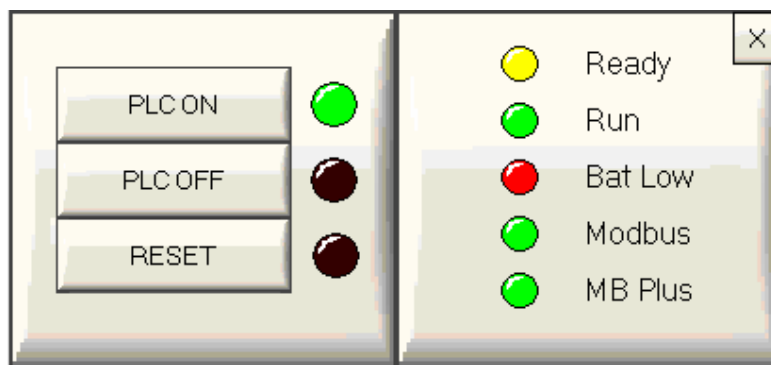 PLC ON
PLC OFF
RESET
X
Ready
Run
Bat Low
Modbus
MB Plus